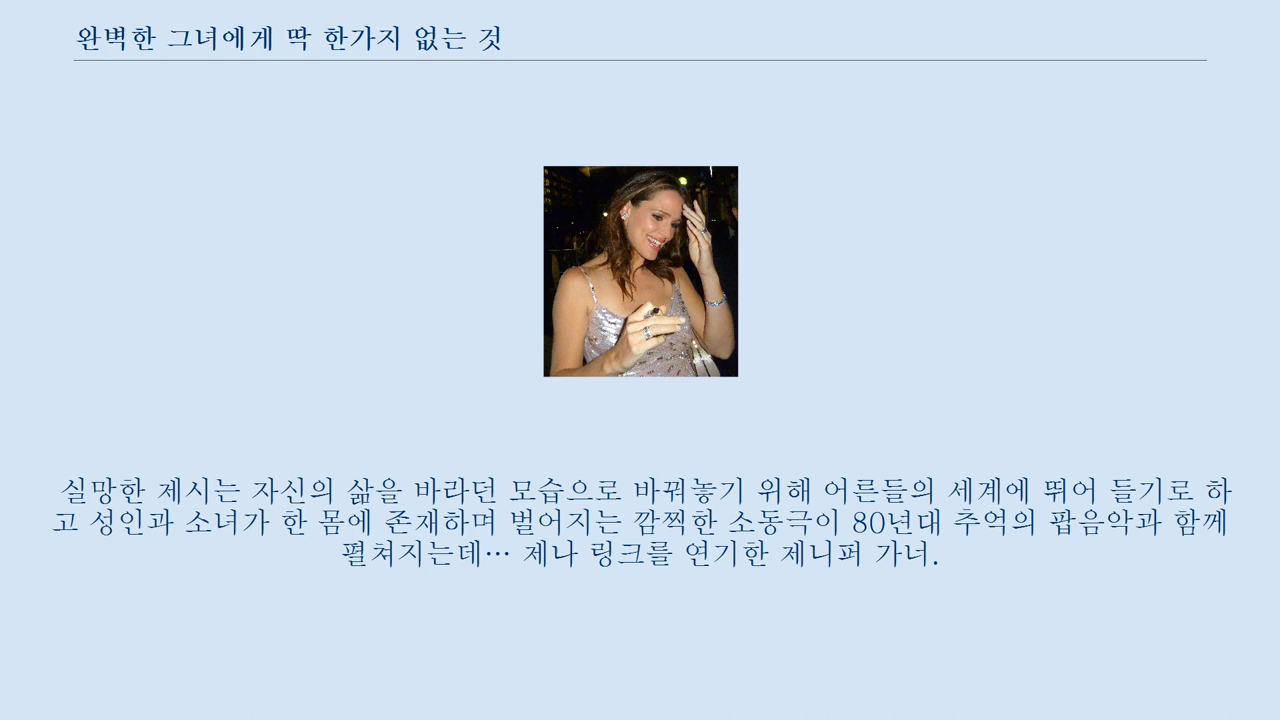 완벽한 그녀에게 딱 한가지 없는 것
실망한 제시는 자신의 삶을 바라던 모습으로 바꿔놓기 위해 어른들의 세계에 뛰어 들기로 하
고 성인과 소녀가 한 몸에 존재하며 벌어지는 깜찍한 소동극이 80년대 추억의 팝음악과 함께
펼쳐지는데… 제나 링크를 연기한 제니퍼 가너.